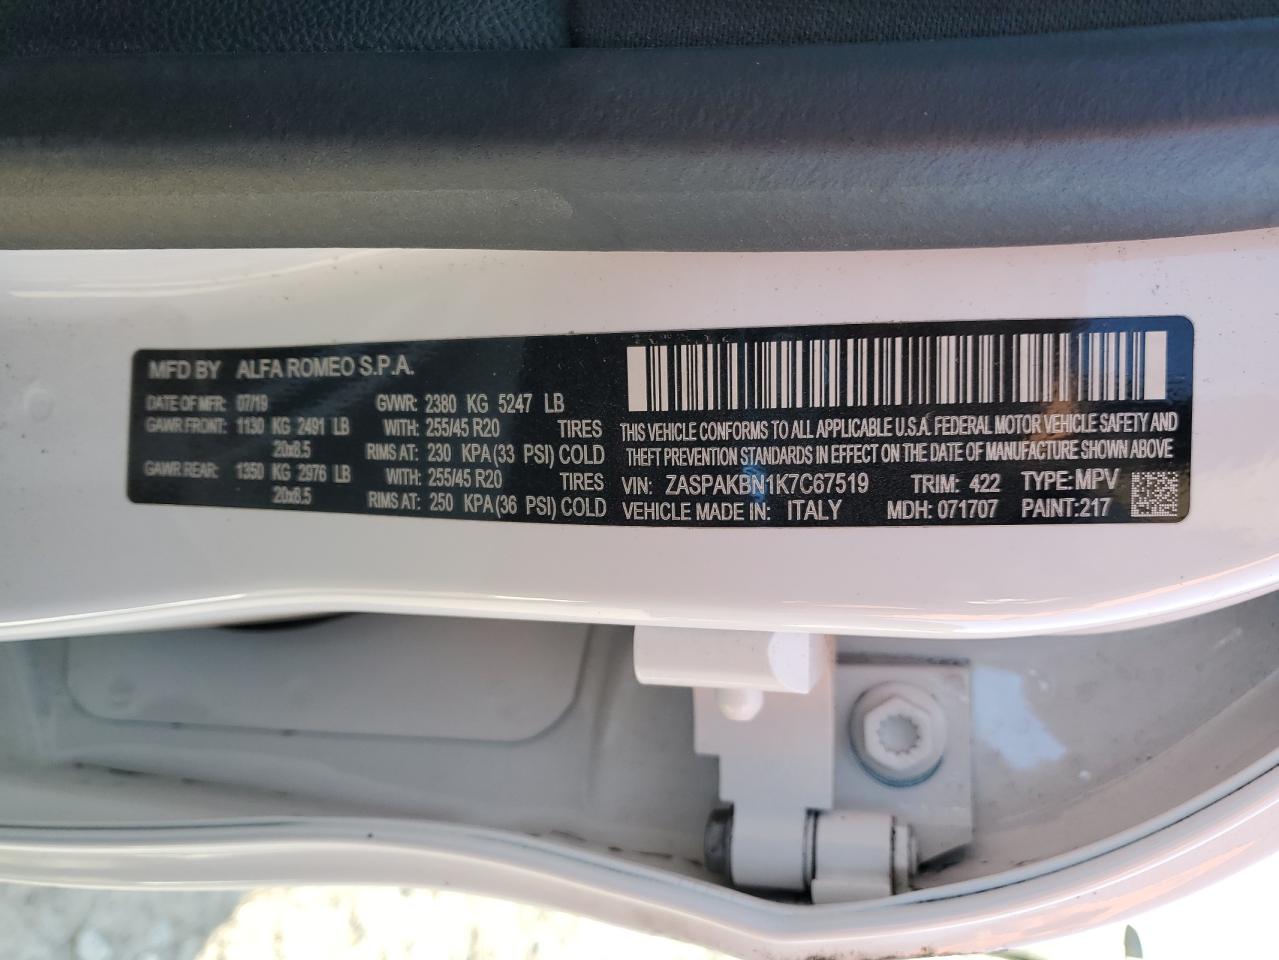 MFD BY ALFA ROMEO S.P.A.
DATE OF MFR: 07/19 GVWR: 2380 KG 5247 LB
GAWR FRONT: 1130 KG 2491 LB WITH: 255/45 R20 TIRES
20x8.5 RIMS AT: 230 KPA(33 PSI) COLD
GAWR REAR: 1350 KG 2976 LB WITH: 255/45 R20 TIRES
20x8.5 RIMS AT: 250 KPA(36 PSI) COLD
THIS VEHICLE CONFORMS TO ALL APPLICABLE U.S.A. FEDERAL MOTOR VEHICLE SAFETY AND
THEFT PREVENTION STANDARDS IN EFFECT ON THE DATE OF MANUFACTURE SHOWN ABOVE
VIN: ZASPAKBN1K7C67519 TRIM: 422 TYPE: MPV
VEHICLE MADE IN: ITALY MDH: 071707 PAINT:217